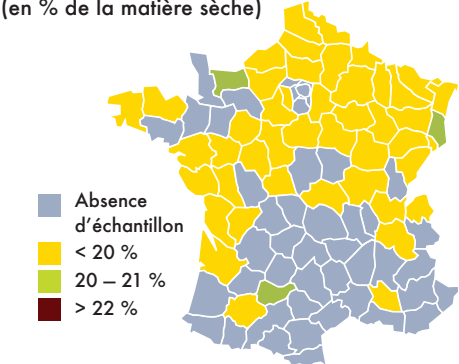 (en % de la matière sèche)
Absence
d’échantillon
< 20 %
20 – 21 %
> 22 %